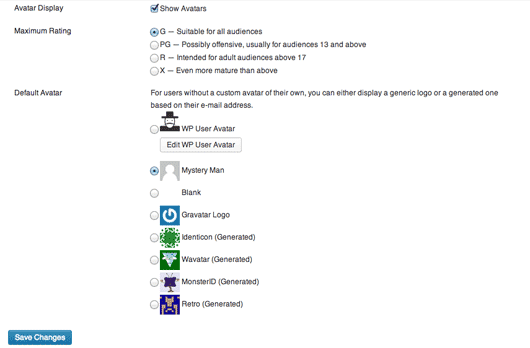 Avatar Display
Show Avatars
Maximum Rating
G — Suitable for all audiences
PG — Possibly offensive, usually for audiences 13 and above
R — Intended for adult audiences above 17
X — Even more mature than above
Default Avatar
For users without a custom avatar of their own, you can either display a generic logo or a generated one
based on their e-mail address.
WP User Avatar
Edit WP User Avatar
Mystery Man
Blank
Gravatar Logo
Identicon (Generated)
Wavatar (Generated)
MonsterID (Generated)
Retro (Generated)
Save Changes